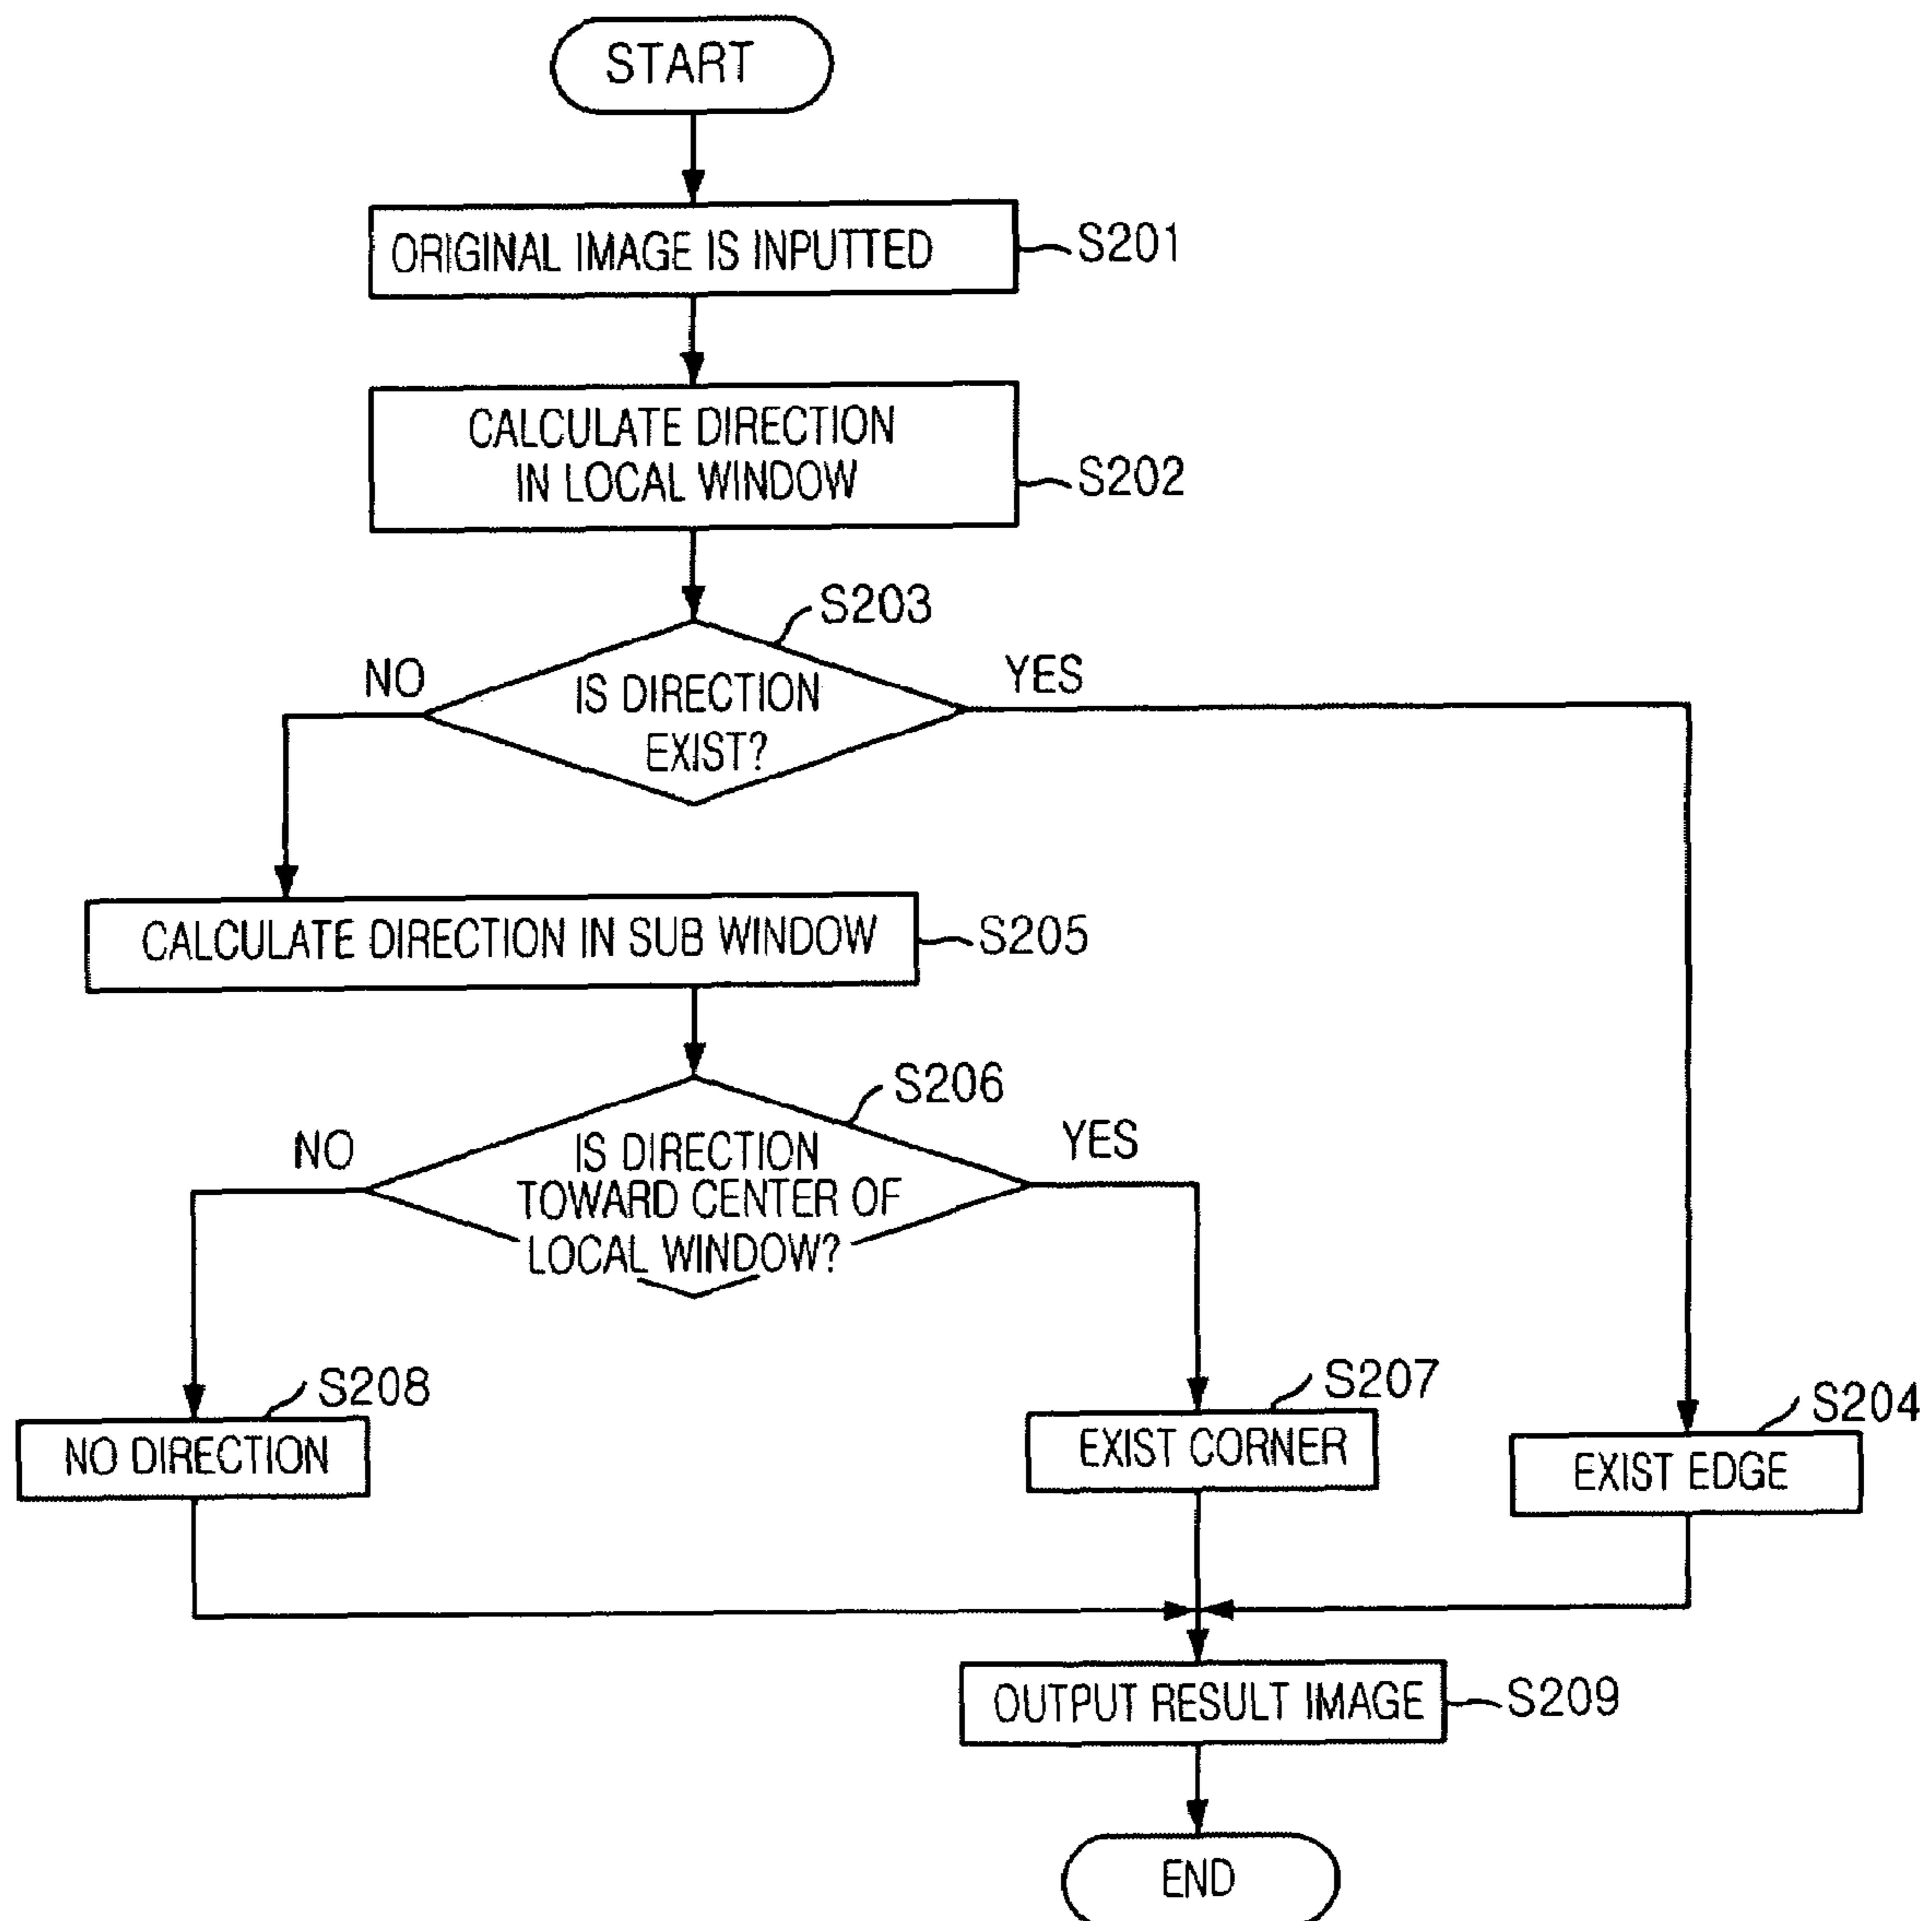 START
ORIGINAL IMAGE IS INPUTTED
S201
CALCULATE DIRECTION
IN LOCAL WINDOW
S202
S203
NO
YES
IS DIRECTION
EXIST?
CALCULATE DIRECTION IN SUB WINDOW
S205
S206
NO
YES
IS DIRECTION
TOWARD CENTER OF
LOCAL WINDOW?
S208
NO DIRECTION
S207
EXIST CORNER
S204
EXIST EDGE
OUTPUT RESULT IMAGE
S209
END